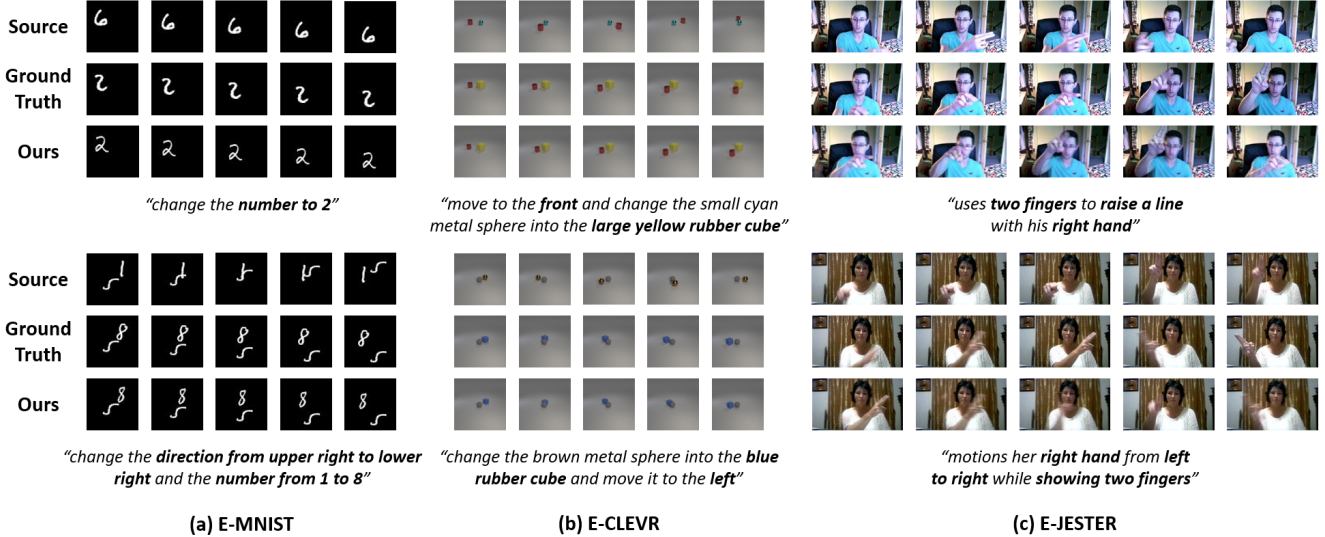 Source
Ground
Truth
Ours
“change the number to 2”
“move to the front and change the small cyan
metal sphere into the large yellow rubber cube”
“uses two fingers to raise a line
with his right hand”
Source
Ground
Truth
Ours
“change the direction from upper right to lower
right and the number from 1 to 8”
“change the brown metal sphere into the blue
rubber cube and move it to the left”
“motions her right hand from left
to right while showing two fingers”
(a) E-MNIST
(b) E-CLEVR
(c) E-JESTER